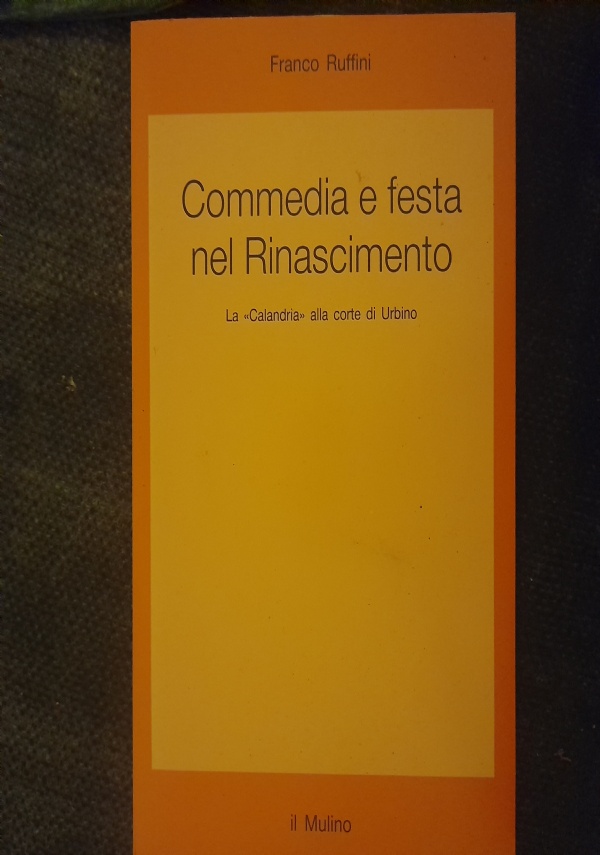 Franco Ruffini
Commedia e festa
nel Rinascimento
La «Calandria» alla corte di Urbino
il Mulino